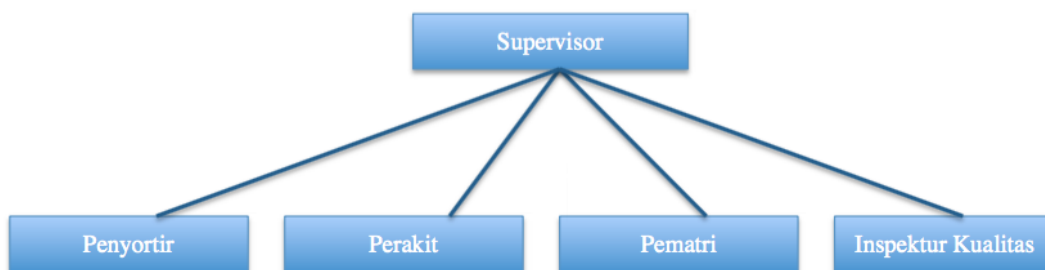 Supervisor
Penyortir
Perakit
Pematri
Inspektur Kualitas